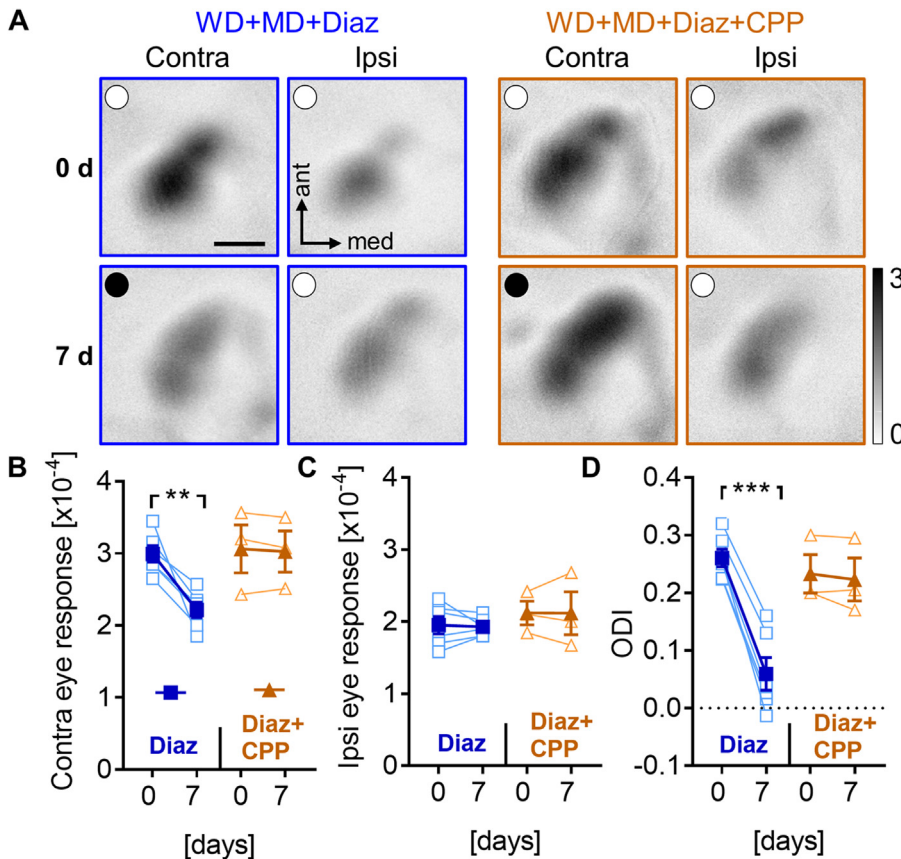 A
WD+MD+Diaz
WD+MD+Diaz+CPP
Contra
Ipsi
Contra
Ipsi
0 d
ant
med
7 d
3
0
B
Contra eye response [x10⁻⁴]
4
3
2
1
0
**
Diaz
Diaz+
CPP
0 7 0 7
[days]
C
Ipsi eye response [x10⁻⁴]
4
3
2
1
0
Diaz
Diaz+
CPP
0 7 0 7
[days]
D
ODI
0.4
0.3
0.2
0.1
0.0
-0.1
***
Diaz
Diaz+
CPP
0 7 0 7
[days]